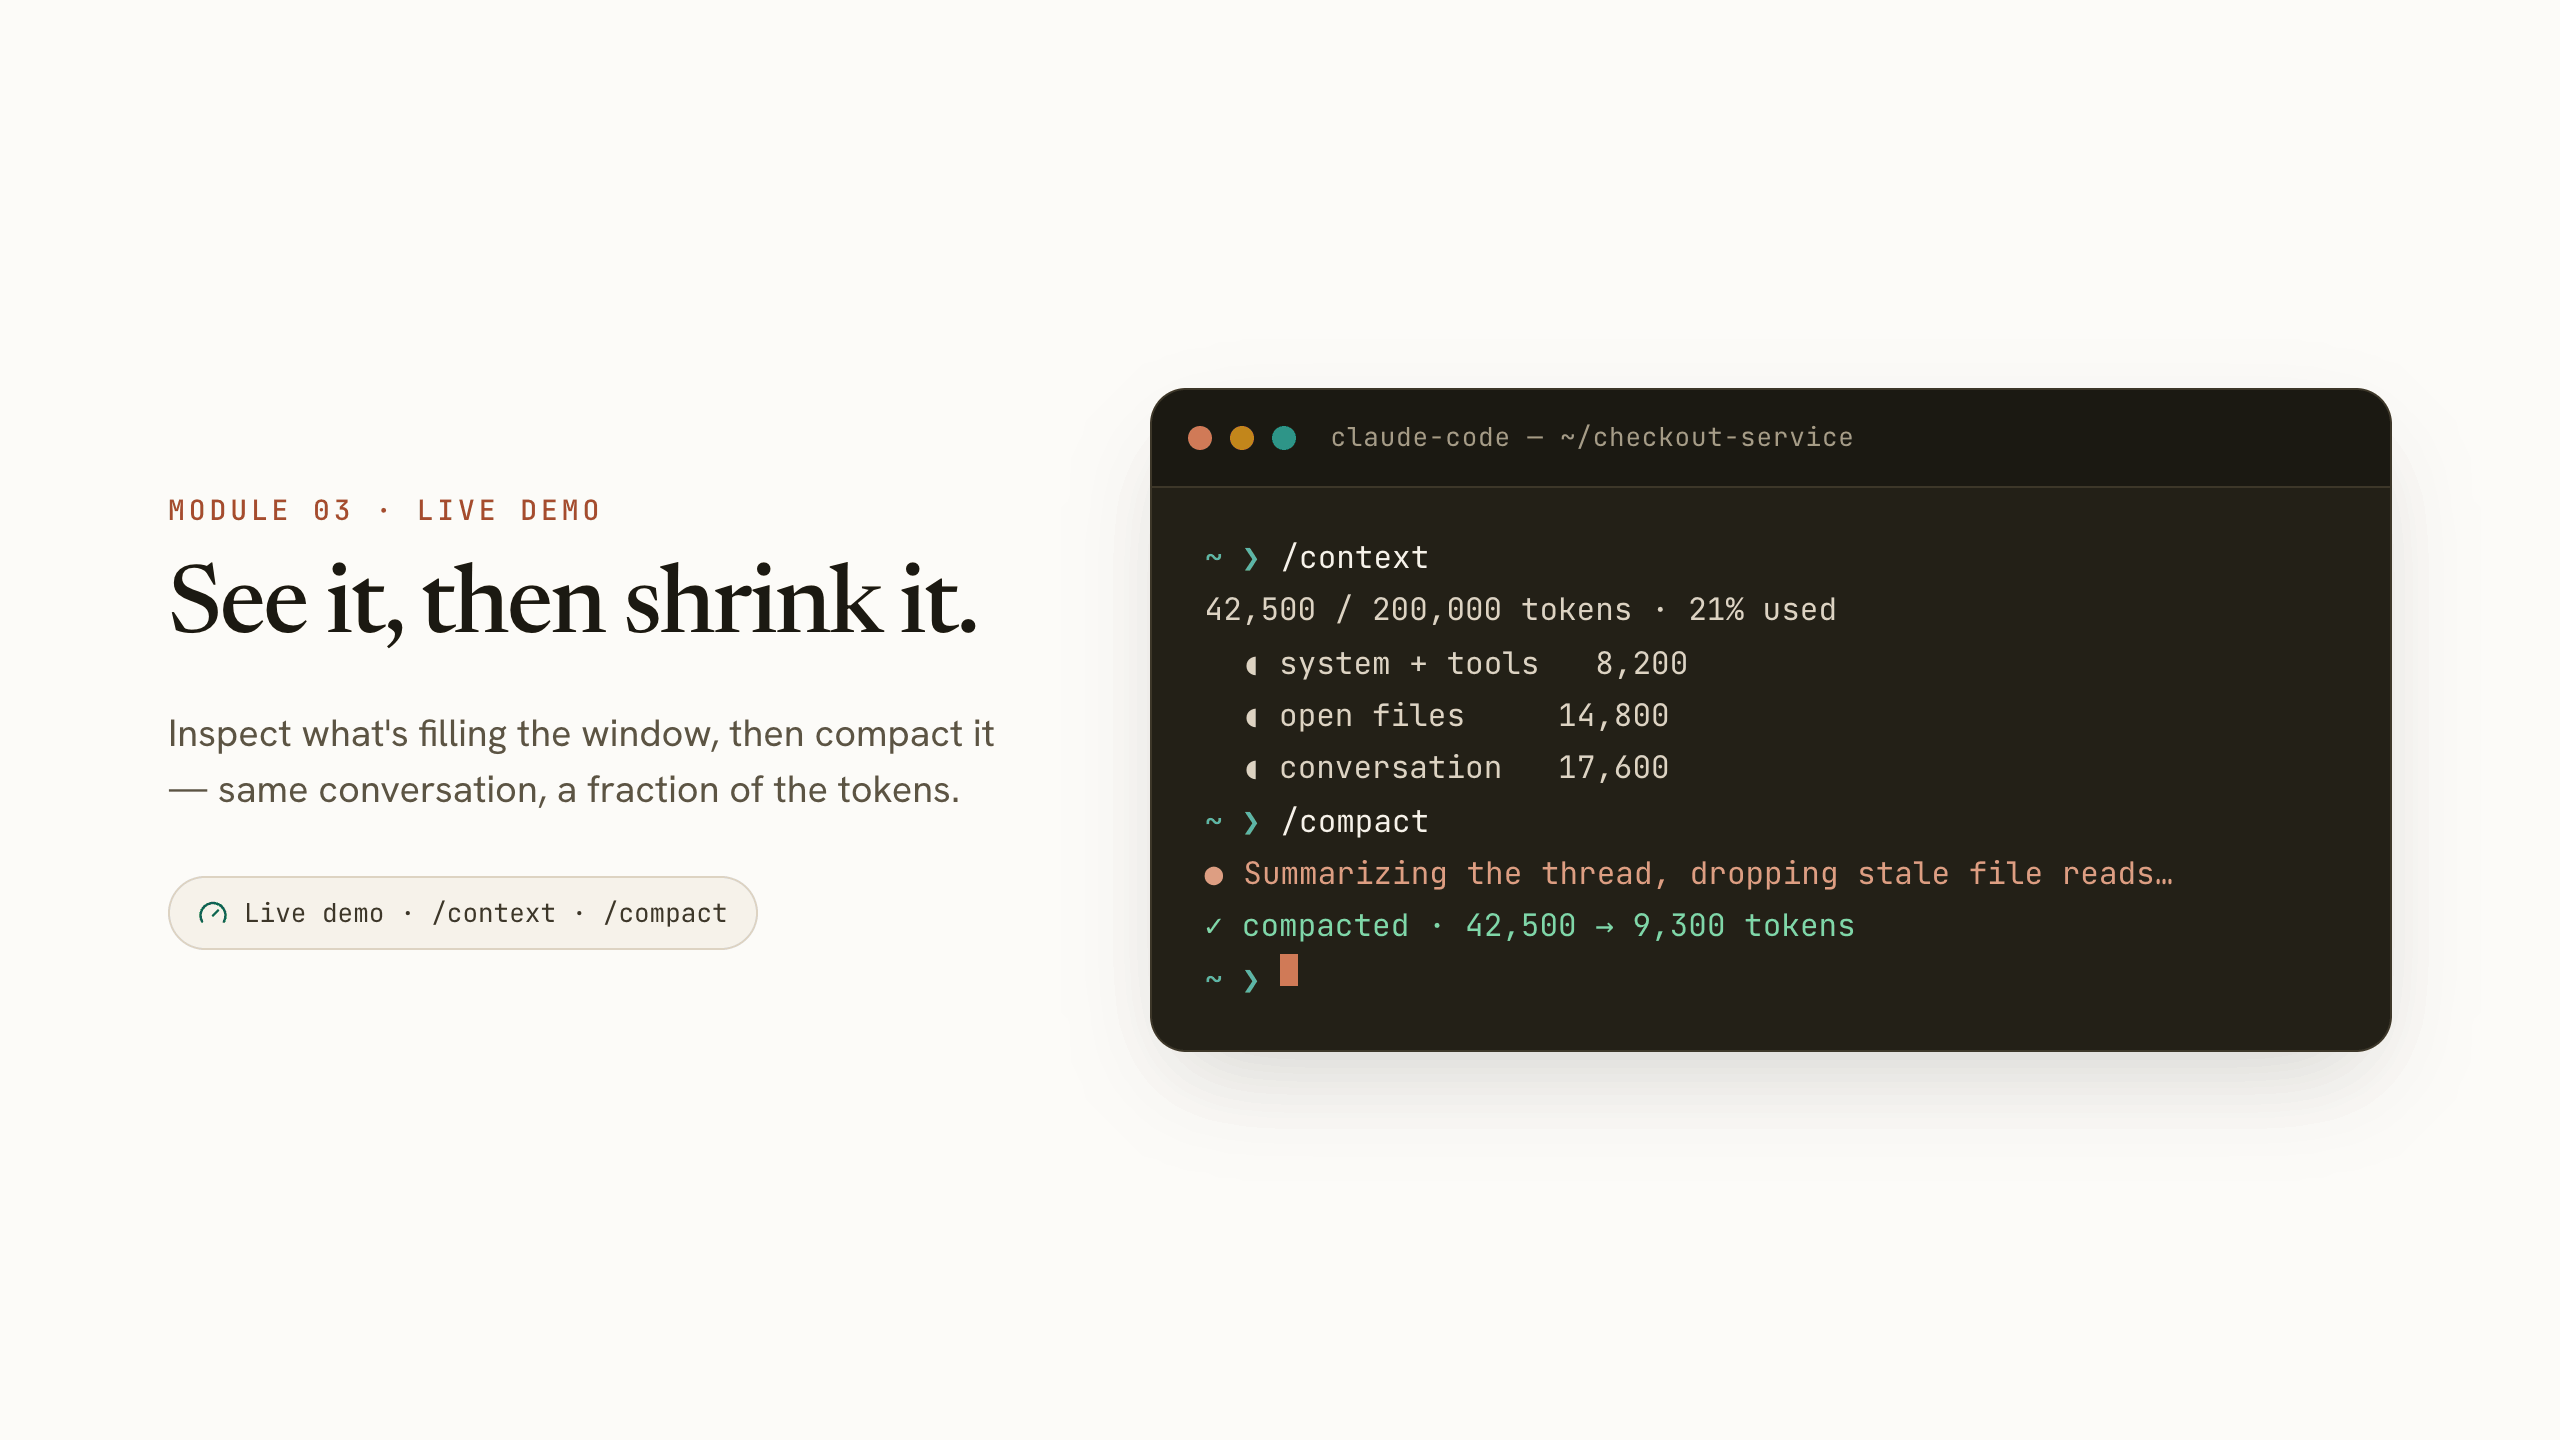 MODULE 03 · LIVE DEMO
See it, then shrink it.
Inspect what's filling the window, then compact it
— same conversation, a fraction of the tokens.
Live demo · /context · /compact
claude-code — ~/checkout-service
~ ❯ /context
42,500 / 200,000 tokens · 21% used
◖ system + tools   8,200
◖ open files     14,800
◖ conversation   17,600
~ ❯ /compact
● Summarizing the thread, dropping stale file reads…
✓ compacted · 42,500 → 9,300 tokens
~ ❯